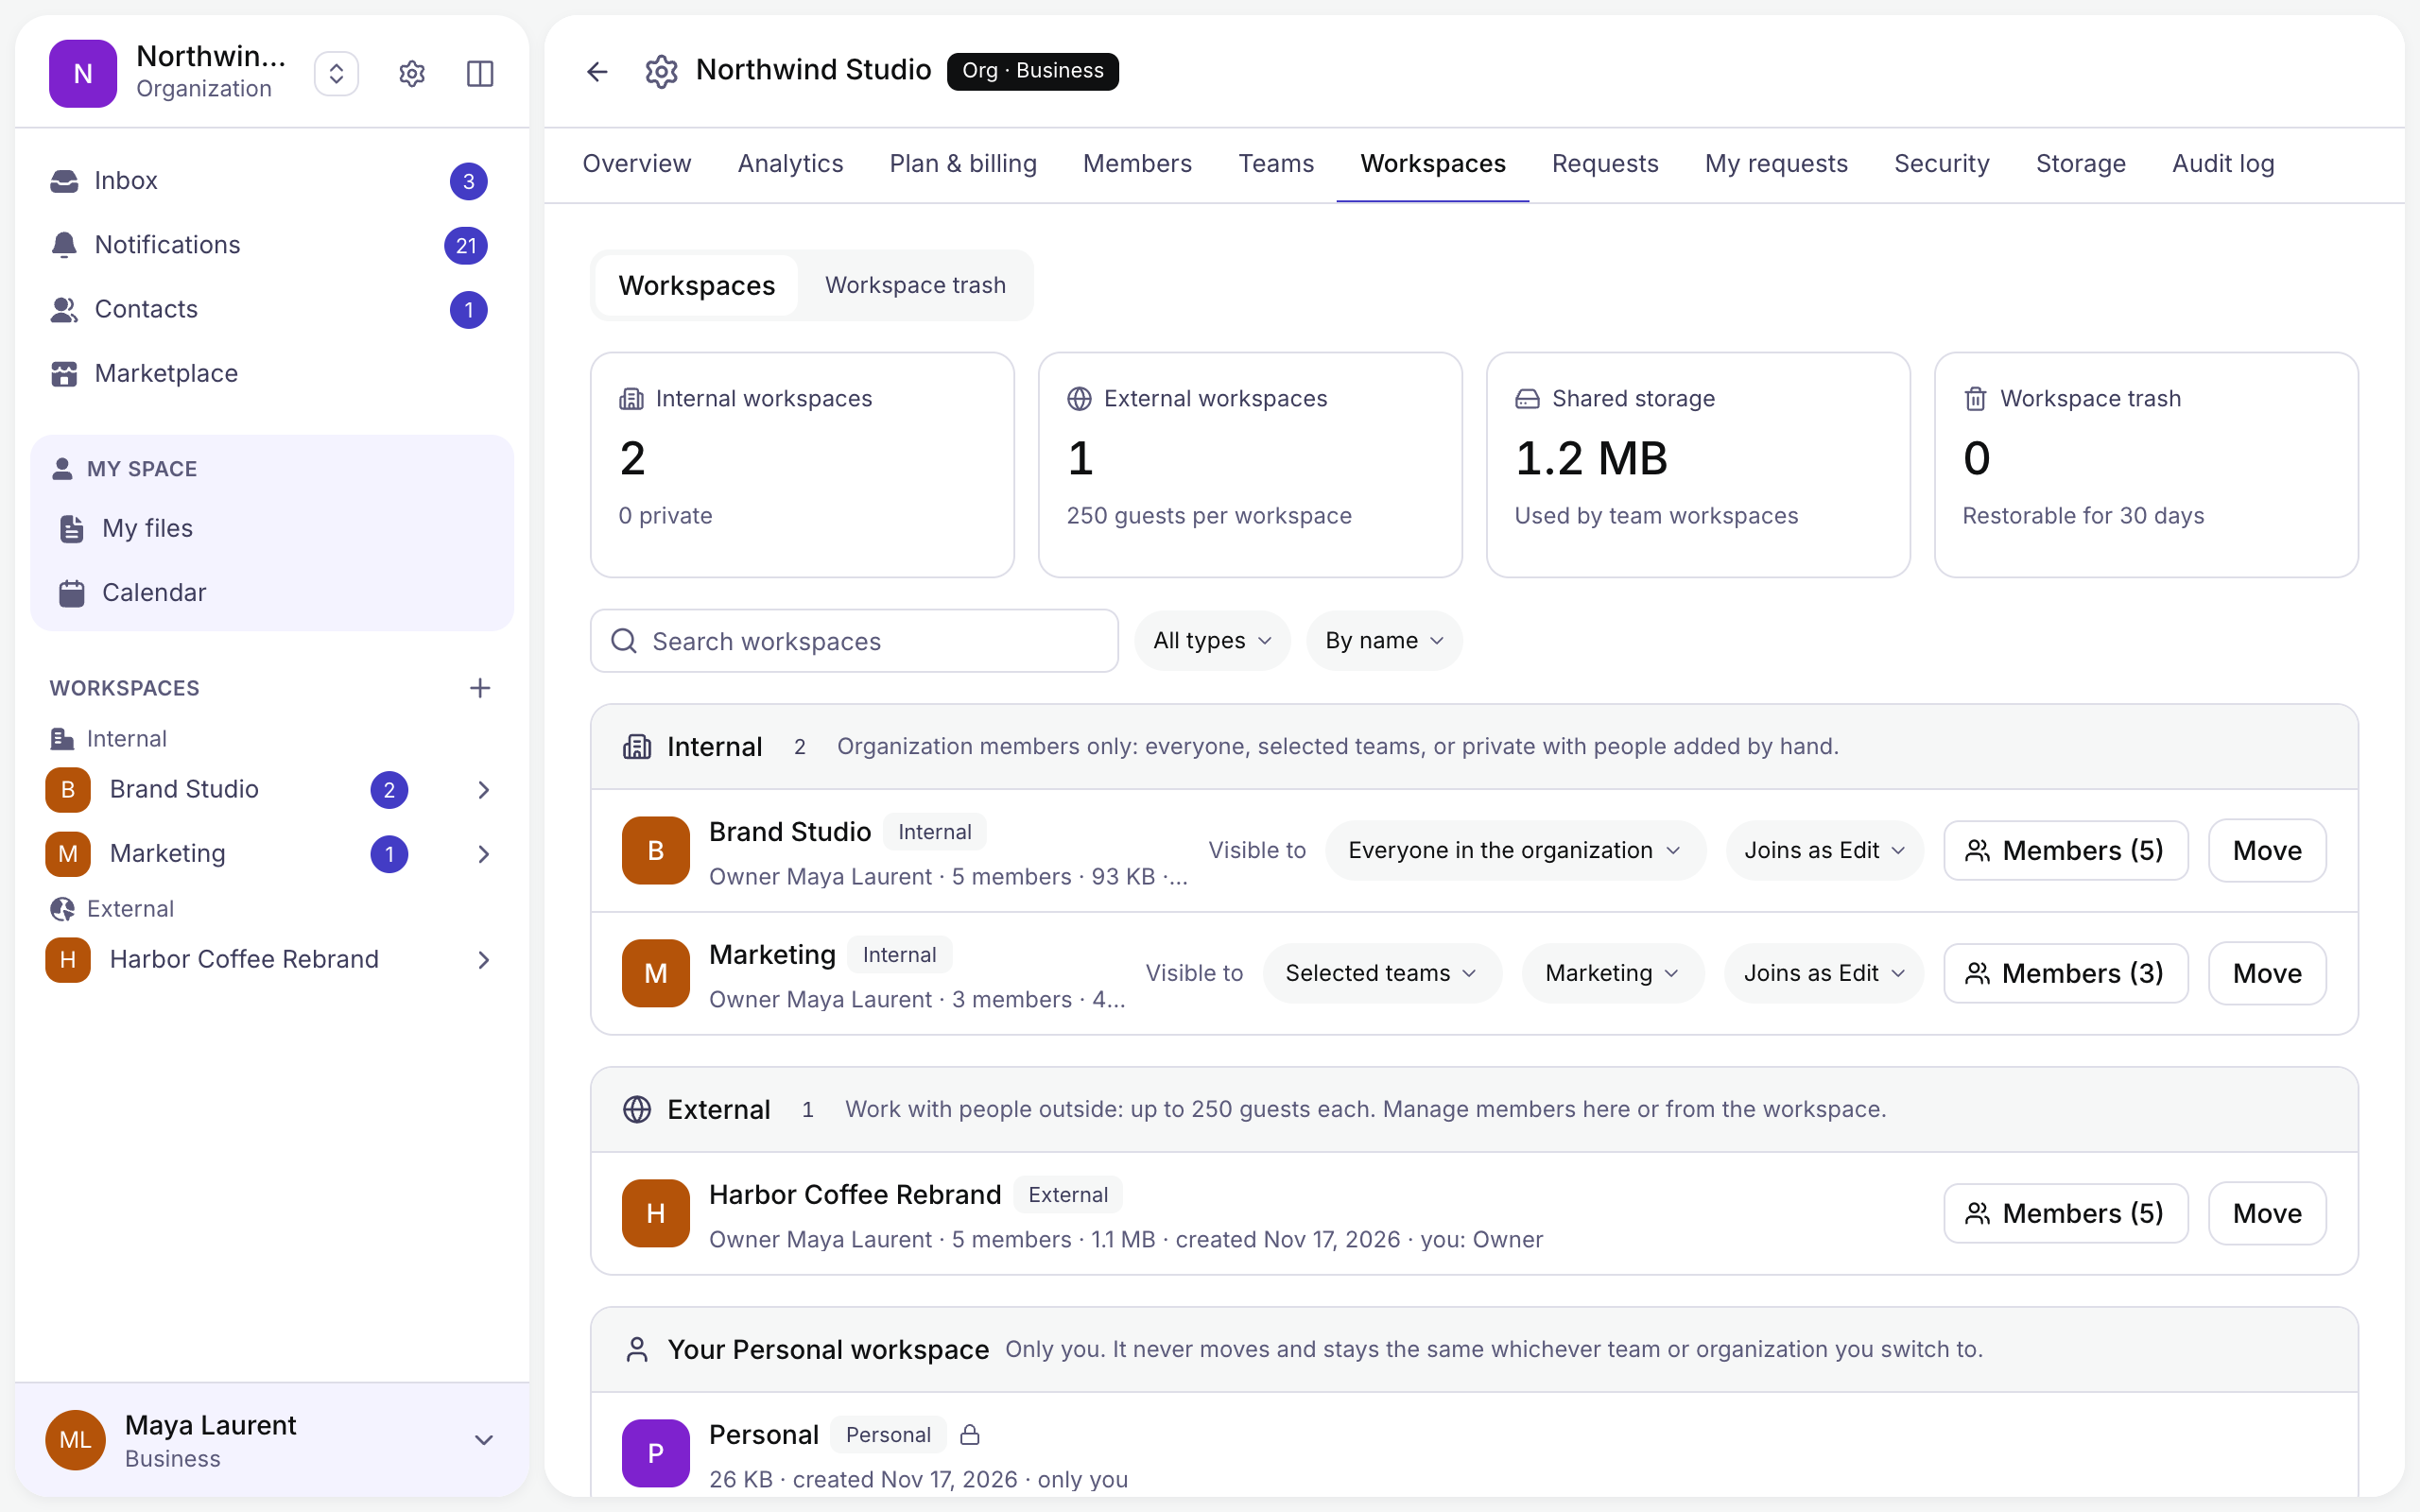 N
Northwin...
Organization
Inbox
3
Notifications
21
Contacts
1
Marketplace
MY SPACE
My files
Calendar
WORKSPACES
Internal
B
Brand Studio
2
M
Marketing
1
External
H
Harbor Coffee Rebrand
ML
Maya Laurent
Business
Northwind Studio
Org · Business
Overview
Analytics
Plan & billing
Members
Teams
Workspaces
Requests
My requests
Security
Storage
Audit log
Workspaces
Workspace trash
Internal workspaces
2
0 private
External workspaces
1
250 guests per workspace
Shared storage
1.2 MB
Used by team workspaces
Workspace trash
0
Restorable for 30 days
Search workspaces
All types
By name
Internal 2 Organization members only: everyone, selected teams, or private with people added by hand.
B
Brand Studio Internal
Owner Maya Laurent · 5 members · 93 KB ·...
Visible to
Everyone in the organization
Joins as Edit
Members (5)
Move
M
Marketing Internal
Owner Maya Laurent · 3 members · 4...
Visible to
Selected teams
Marketing
Joins as Edit
Members (3)
Move
External 1 Work with people outside: up to 250 guests each. Manage members here or from the workspace.
H
Harbor Coffee Rebrand External
Owner Maya Laurent · 5 members · 1.1 MB · created Nov 17, 2026 · you: Owner
Members (5)
Move
Your Personal workspace Only you. It never moves and stays the same whichever team or organization you switch to.
P
Personal Personal
26 KB · created Nov 17, 2026 · only you